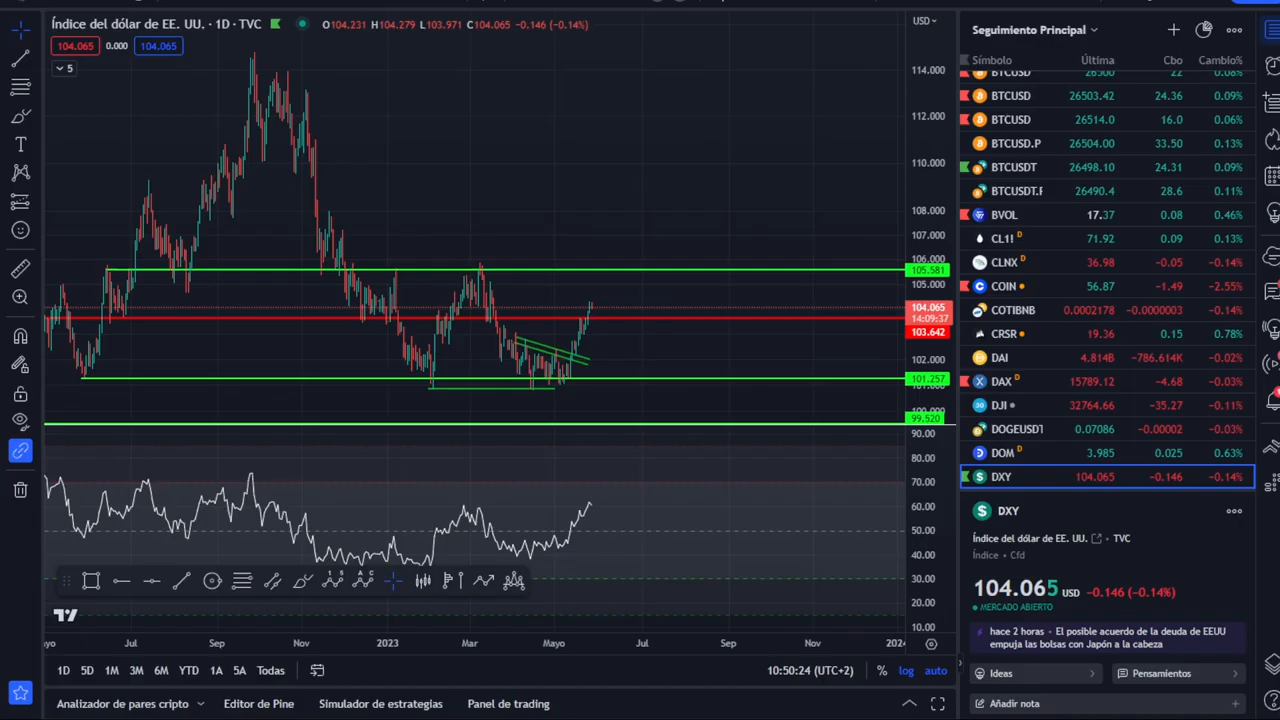 Índice del dólar de EE. UU. · 1D · TVC O104.231 H104.279 L103.971 C104.065 -0.146 (-0.14%)
104.065 0.000 104.065
5
USD
114.000
112.000
110.000
108.000
107.000
106.000
105.581
105.000
104.065
14:09:37
103.642
102.000
101.257
101.000
100.000
99.520
90.00
80.00
70.00
60.00
50.00
40.00
30.00
20.00
10.00
Jul Sep Nov 2023 Mar Mayo Jul Sep Nov 2024
1D 5D 1M 3M 6M YTD 1A 5A Todas 10:50:24 (UTC+2) % log auto
Analizador de pares cripto Editor de Pine Simulador de estrategias Panel de trading
Seguimiento Principal
Símbolo Última Cbo Cambio%
BTCUSD 26500 22 0.08%
BTCUSD 26503.42 24.36 0.09%
BTCUSD 26514.0 16.0 0.06%
BTCUSD.P 26504.00 33.50 0.13%
BTCUSDT 26498.10 24.31 0.09%
BTCUSDT.F 26490.4 28.6 0.11%
BVOL 17.37 0.08 0.46%
CL1! D 71.92 0.09 0.13%
CLNX D 36.98 -0.05 -0.14%
COIN 56.87 -1.49 -2.55%
COTIBNB 0.0002178 -0.0000003 -0.14%
CRSR 19.36 0.15 0.78%
DAI 4.814B -786.614K -0.02%
DAX D 15789.12 -4.68 -0.03%
DJI 32764.66 -35.27 -0.11%
DOGEUSDT 0.07086 -0.00002 -0.03%
DOM D 3.985 0.025 0.63%
DXY 104.065 -0.146 -0.14%
DXY
Índice del dólar de EE. UU. · TVC
Índice · Cfd
104.065 USD -0.146 (-0.14%)
MERCADO ABIERTO
hace 2 horas · El posible acuerdo de la deuda de EEUU
empuja las bolsas con Japón a la cabeza
Ideas Pensamientos
Añadir nota